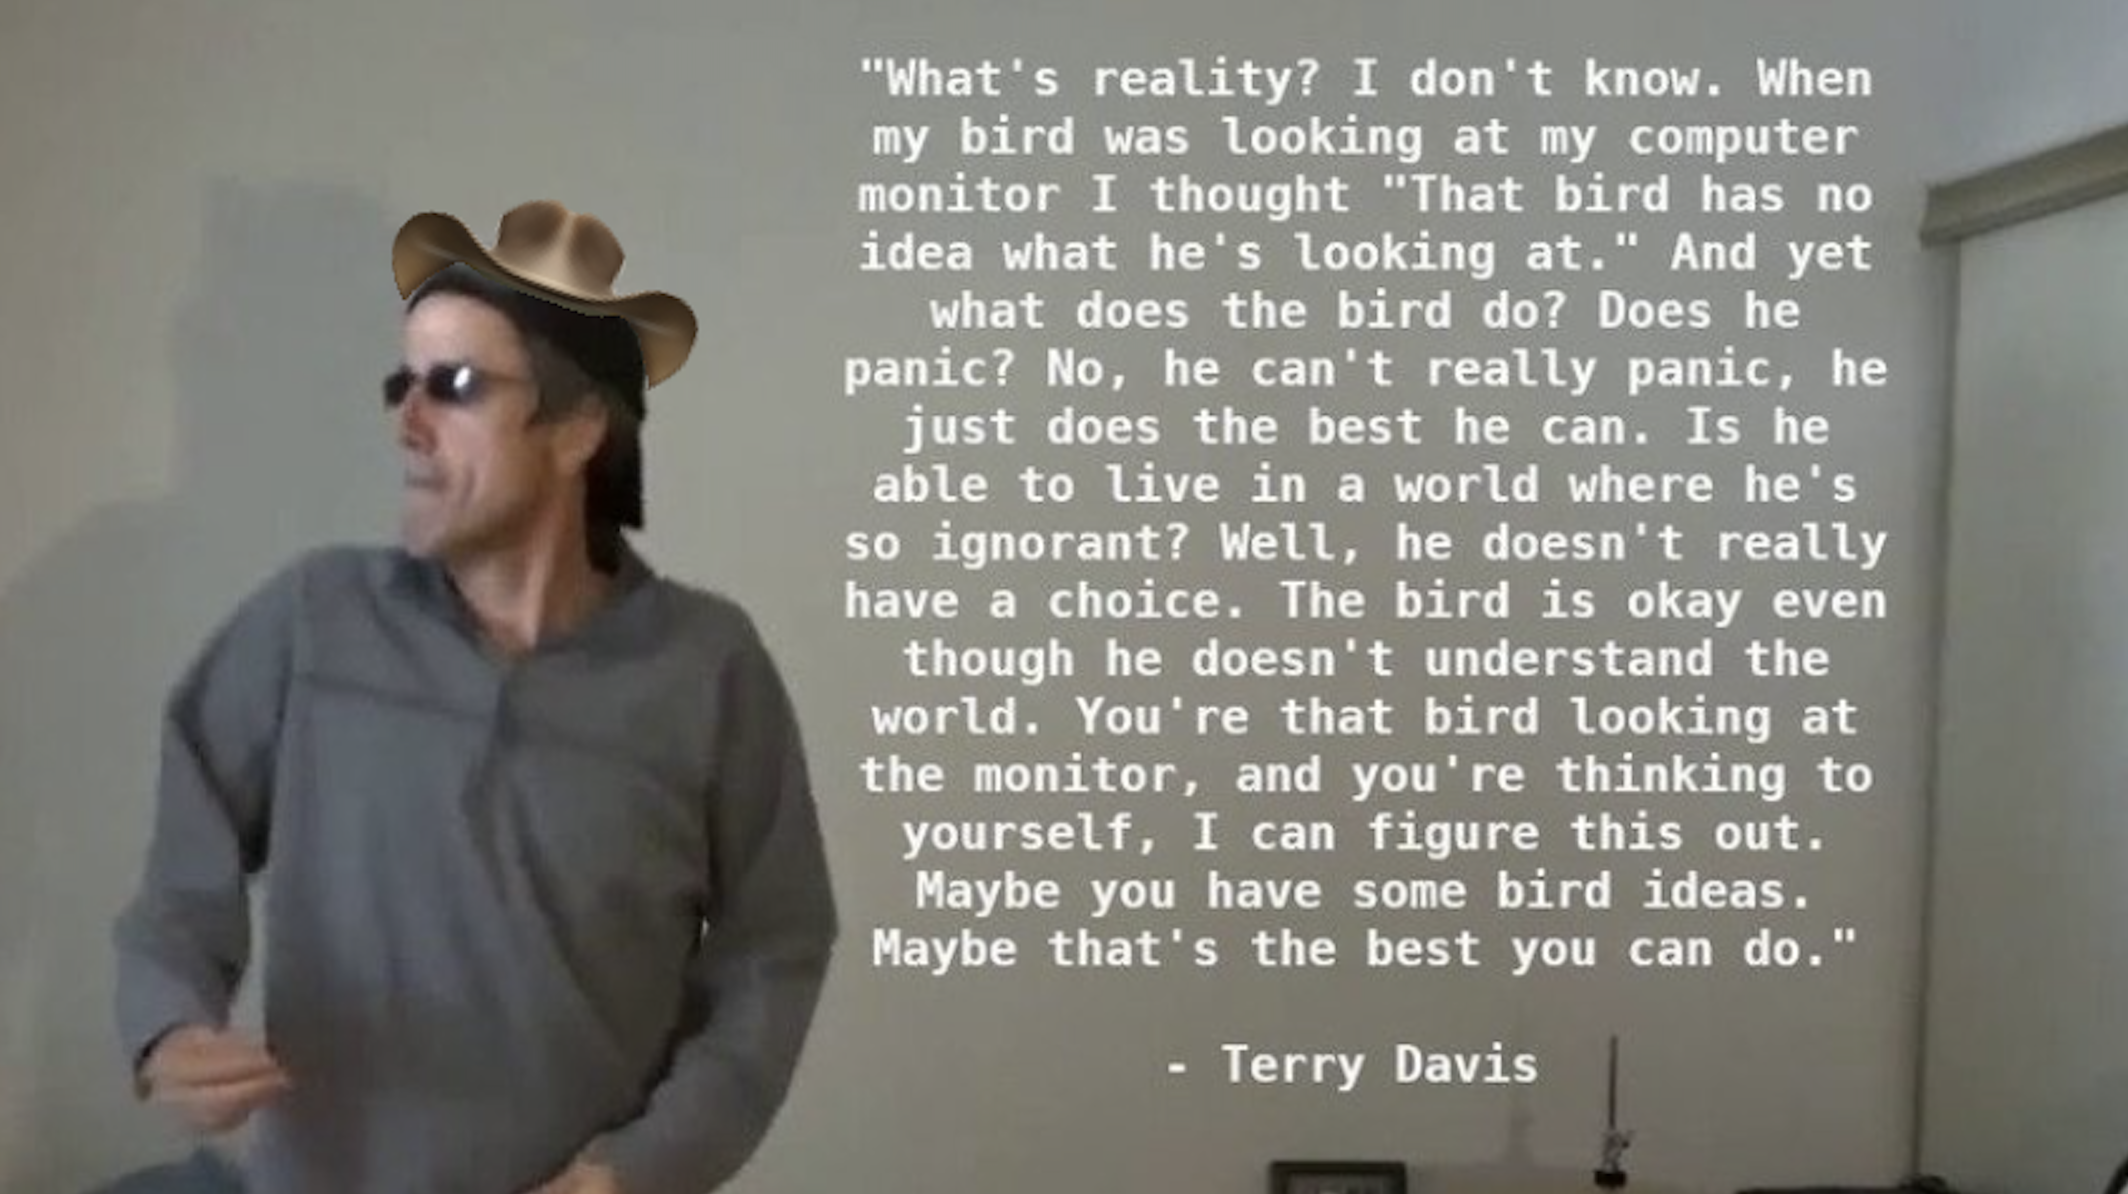 "What's reality? I don't know. When
my bird was looking at my computer
monitor I thought "That bird has no
idea what he's looking at." And yet
what does the bird do? Does he
panic? No, he can't really panic, he
just does the best he can. Is he
able to live in a world where he's
so ignorant? Well, he doesn't really
have a choice. The bird is okay even
though he doesn't understand the
world. You're that bird looking at
the monitor, and you're thinking to
yourself, I can figure this out.
Maybe you have some bird ideas.
Maybe that's the best you can do."
- Terry Davis